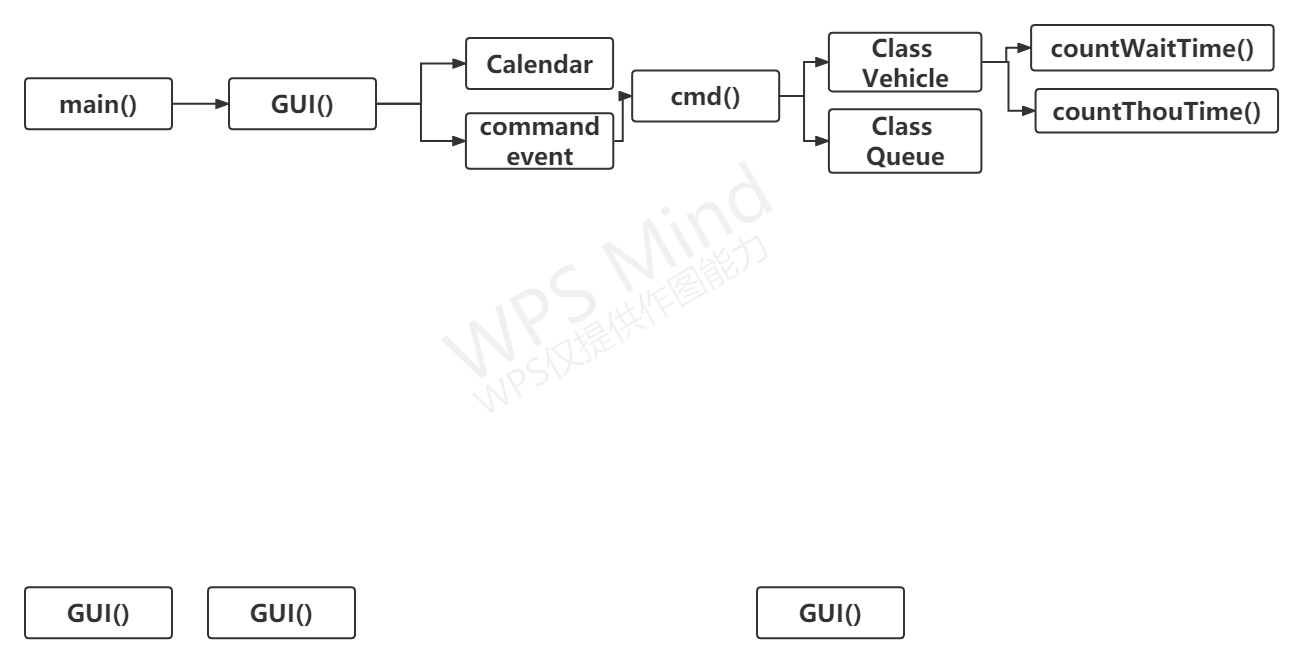 main()
GUI()
Calendar
command
event
cmd()
Class
Vehicle
Class
Queue
countWaitTime()
countThouTime()
WPS Mind
WPS仅提供作图能力
GUI()
GUI()
GUI()